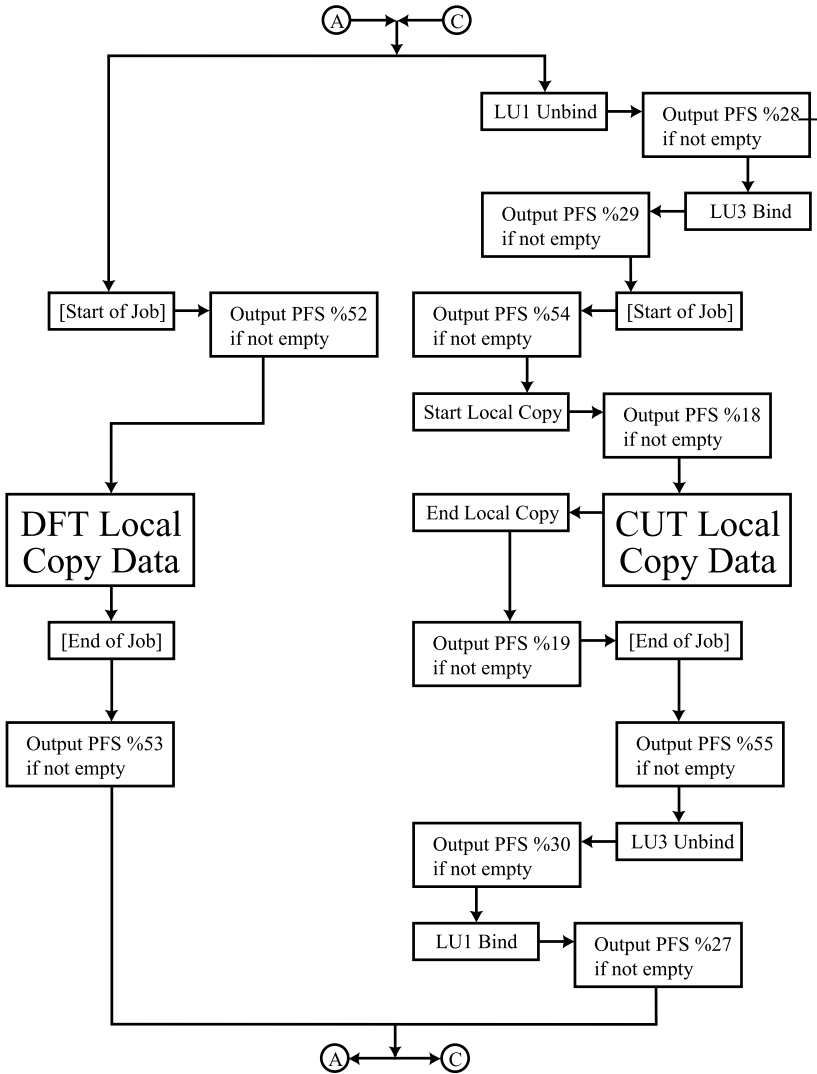 A
C
LU1 Unbind
Output PFS %28
if not empty
Output PFS %29
if not empty
LU3 Bind
[Start of Job]
Output PFS %52
if not empty
Output PFS %54
if not empty
[Start of Job]
Start Local Copy
Output PFS %18
if not empty
DFT Local
Copy Data
End Local Copy
CUT Local
Copy Data
[End of Job]
Output PFS %19
if not empty
[End of Job]
Output PFS %53
if not empty
Output PFS %55
if not empty
Output PFS %30
if not empty
LU3 Unbind
LU1 Bind
Output PFS %27
if not empty
A
C